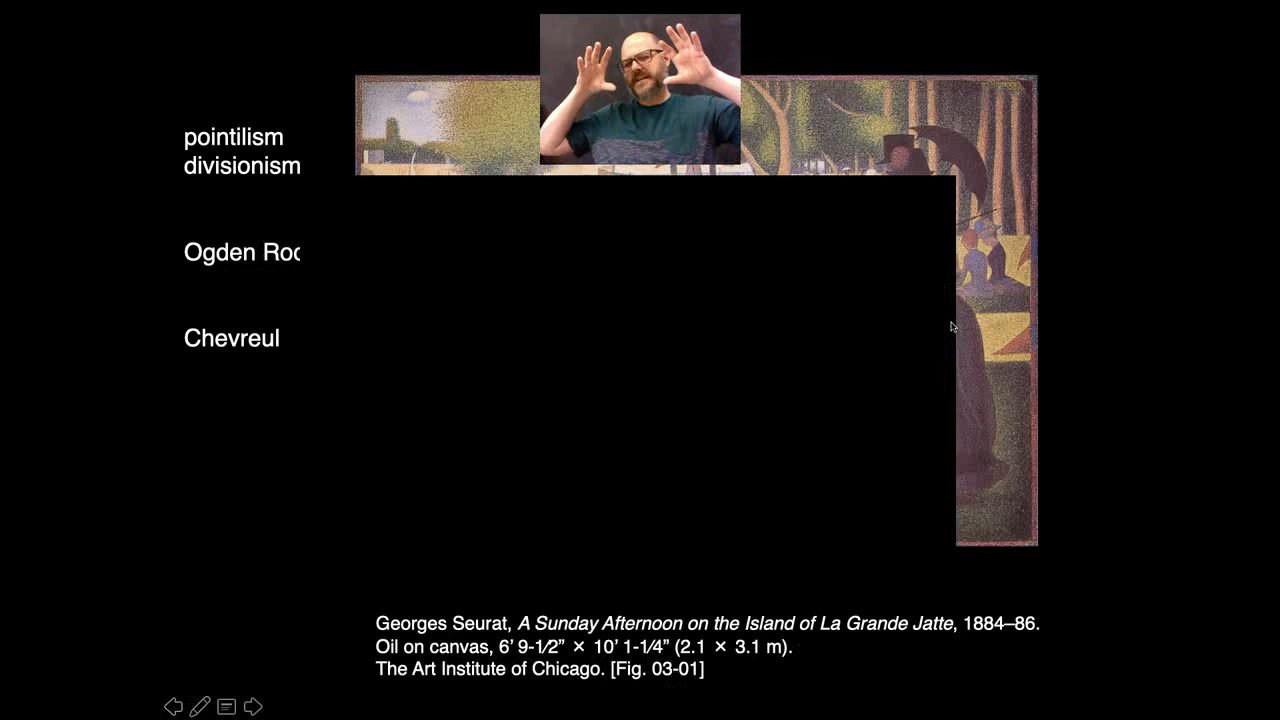 pointilism
divisionism
Ogden Roo
Chevreul
Georges Seurat, A Sunday Afternoon on the Island of La Grande Jatte, 1884–86.
Oil on canvas, 6’ 9-1⁄2” × 10’ 1-1⁄4” (2.1 × 3.1 m).
The Art Institute of Chicago. [Fig. 03-01]